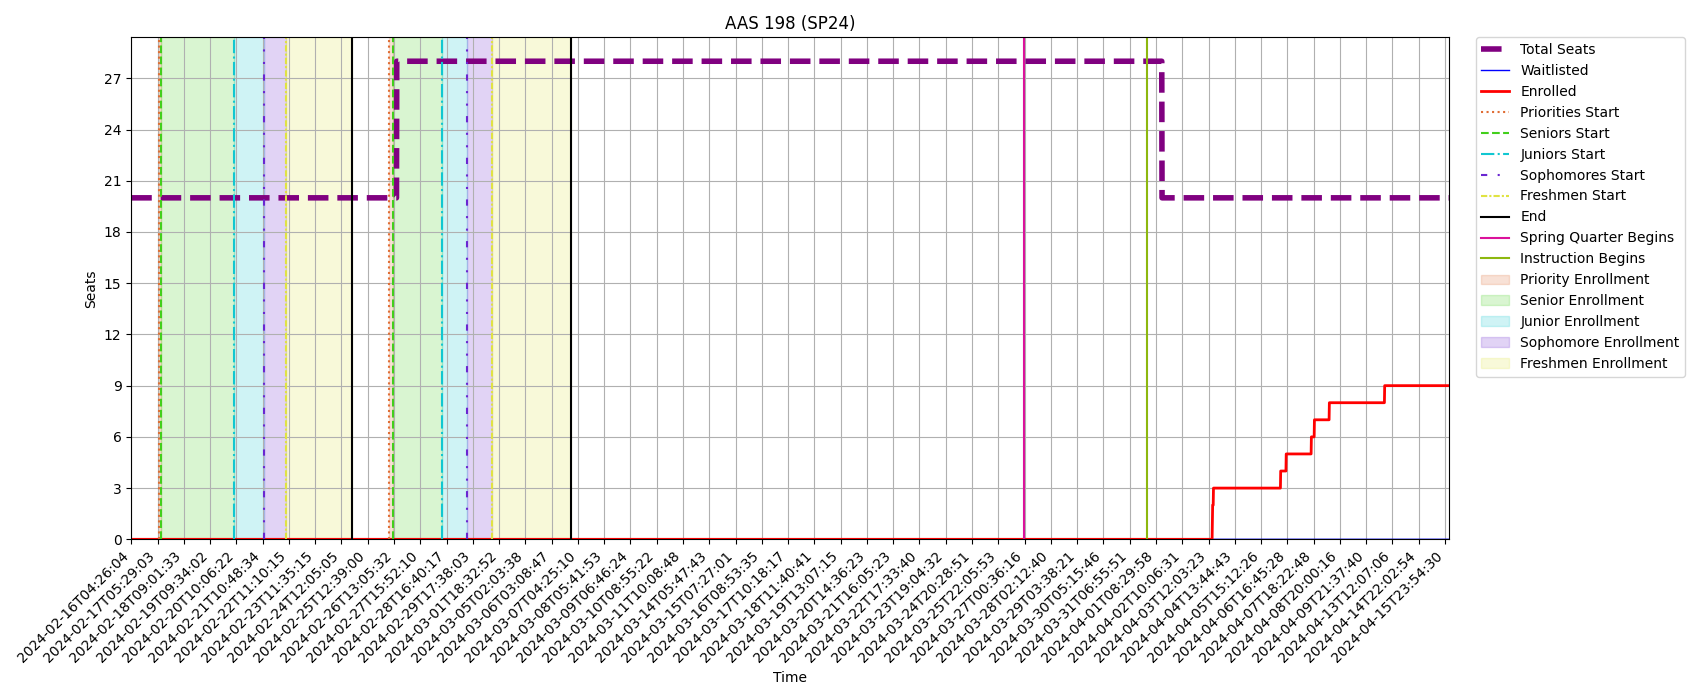 AAS 198 (SP24)
Seats
27
24
21
18
15
12
9
6
3
0
2024-02-16T04:26:04
2024-02-17T05:29:03
2024-02-18T09:01:33
2024-02-19T09:34:02
2024-02-20T10:06:22
2024-02-21T10:48:34
2024-02-22T11:10:15
2024-02-23T11:35:15
2024-02-24T12:05:05
2024-02-25T12:39:00
2024-02-26T13:05:32
2024-02-27T15:52:10
2024-02-28T16:40:17
2024-02-29T17:38:03
2024-03-01T18:32:52
2024-03-05T02:03:38
2024-03-06T03:08:47
2024-03-07T04:25:10
2024-03-08T05:41:53
2024-03-09T06:46:24
2024-03-10T08:55:22
2024-03-11T10:08:48
2024-03-14T05:47:43
2024-03-15T07:27:01
2024-03-16T08:53:35
2024-03-17T10:18:17
2024-03-18T11:40:41
2024-03-19T13:07:15
2024-03-20T14:36:23
2024-03-21T16:05:23
2024-03-22T17:33:40
2024-03-23T19:04:32
2024-03-24T20:28:51
2024-03-25T22:05:53
2024-03-27T00:36:16
2024-03-28T02:12:40
2024-03-29T03:38:21
2024-03-30T05:15:46
2024-03-31T06:55:51
2024-04-01T08:29:58
2024-04-02T10:06:31
2024-04-03T12:03:23
2024-04-04T13:44:43
2024-04-05T15:12:26
2024-04-06T16:45:28
2024-04-07T18:22:48
2024-04-08T20:00:16
2024-04-09T21:37:40
2024-04-13T12:07:06
2024-04-14T22:02:54
2024-04-15T23:54:30
Time
Total Seats
Waitlisted
Enrolled
Priorities Start
Seniors Start
Juniors Start
Sophomores Start
Freshmen Start
End
Spring Quarter Begins
Instruction Begins
Priority Enrollment
Senior Enrollment
Junior Enrollment
Sophomore Enrollment
Freshmen Enrollment